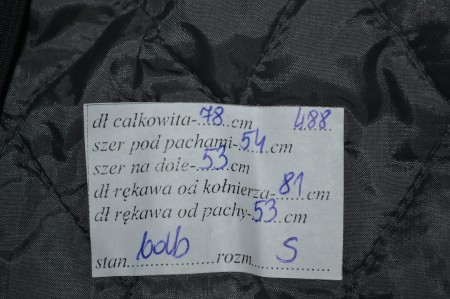 dł całkowita-..78..cm 488
szer pod pachami-..54..cm
szer na dole-..53..cm
dł rękawa od kołnierza-..81..cm
dł rękawa od pachy-..53..cm
stan..bdb..rozm..S..